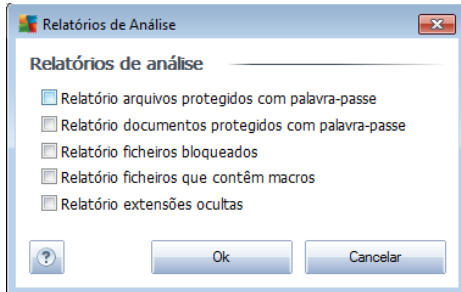 Relatórios de Análise
Relatórios de análise
Relatório arquivos protegidos com palavra-passe
Relatório documentos protegidos com palavra-passe
Relatório ficheiros bloqueados
Relatório ficheiros que contêm macros
Relatório extensões ocultas
?
Ok
Cancelar